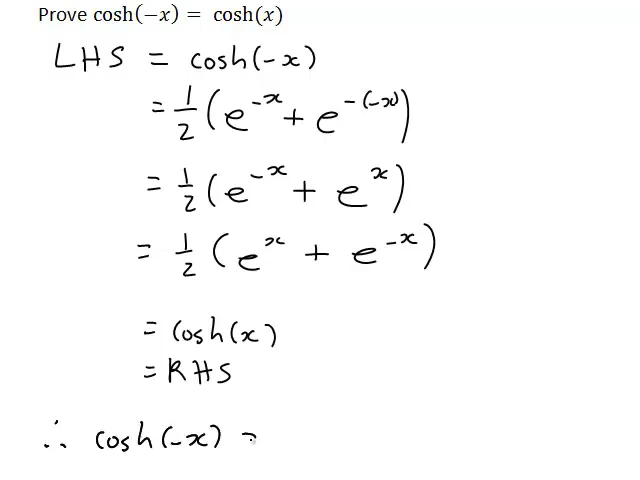 Prove cosh(−x) = cosh(x)
LHS = cosh(-x)
= 1/2 (e^-x + e^-(-x))
= 1/2 (e^-x + e^x)
= 1/2 (e^x + e^-x)
= cosh(x)
= RHS
∴ cosh(-x) =